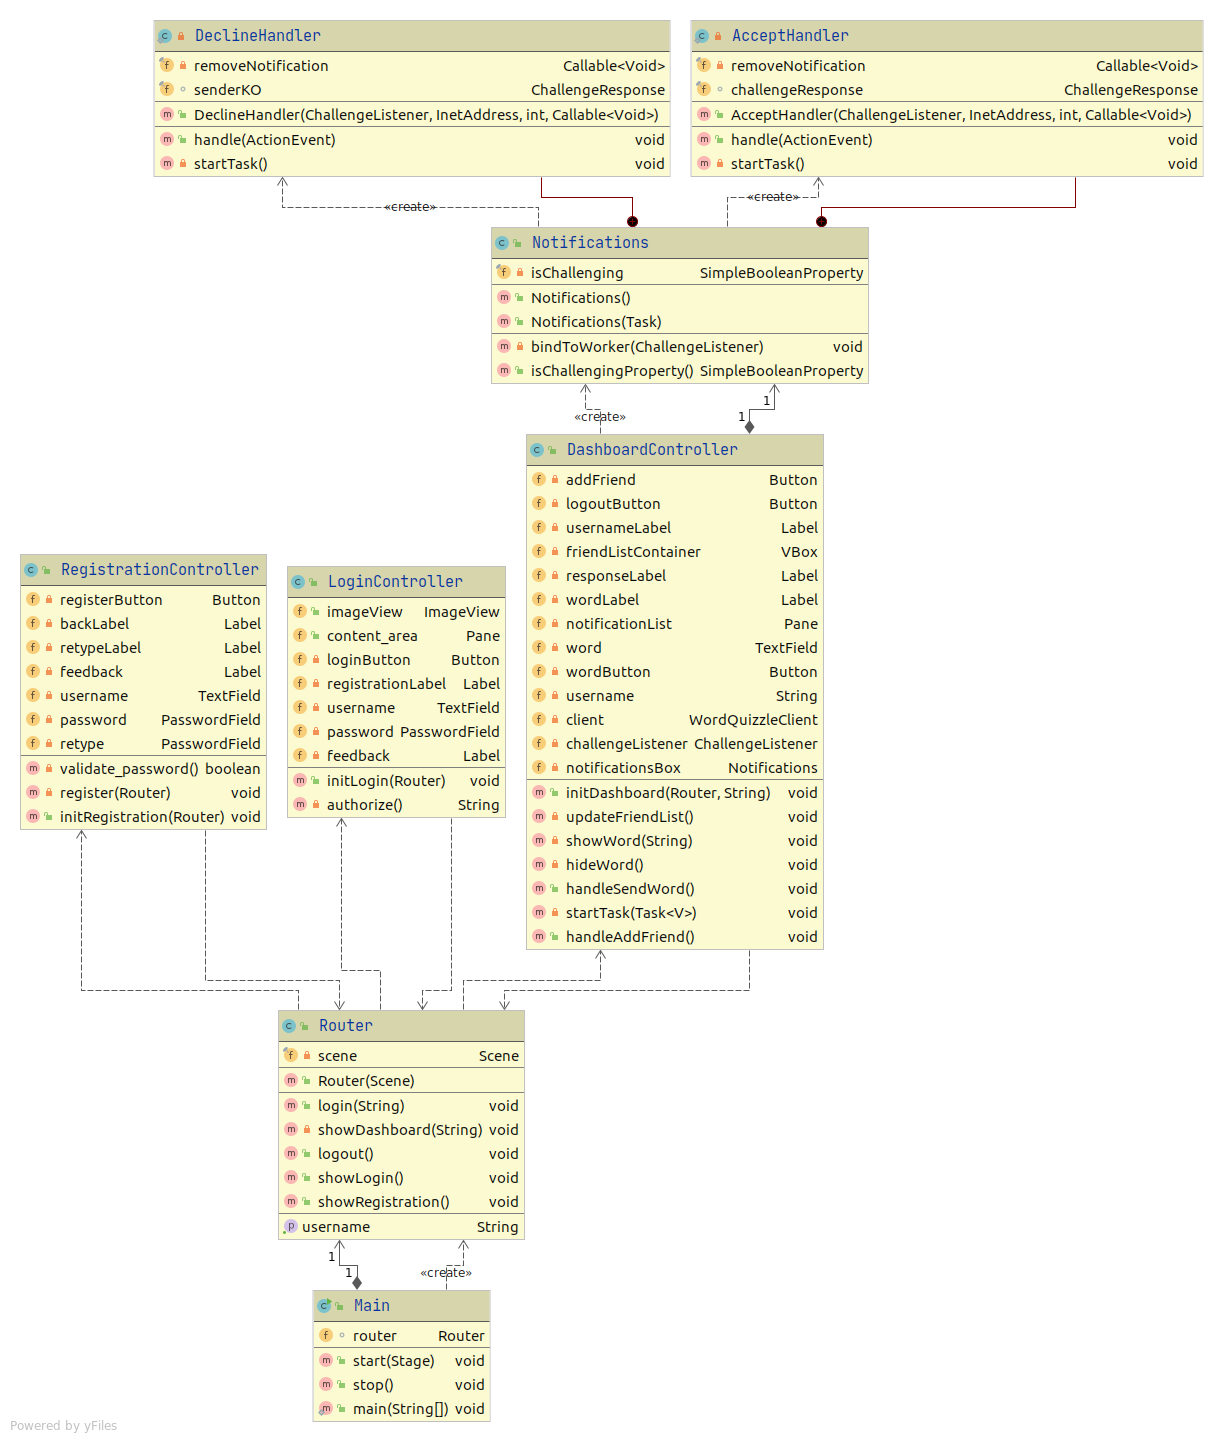 DeclineHandler
removeNotification Callable<Void>
senderKO ChallengeResponse
DeclineHandler(ChallengeListener, InetAddress, int, Callable<Void>)
handle(ActionEvent) void
startTask() void
AcceptHandler
removeNotification Callable<Void>
challengeResponse ChallengeResponse
AcceptHandler(ChallengeListener, InetAddress, int, Callable<Void>)
handle(ActionEvent) void
startTask() void
«create»
«create»
Notifications
isChallenging SimpleBooleanProperty
Notifications()
Notifications(Task)
bindToWorker(ChallengeListener) void
isChallengingProperty() SimpleBooleanProperty
«create»
1
1
DashboardController
addFriend Button
logoutButton Button
usernameLabel Label
friendListContainer VBox
responseLabel Label
wordLabel Label
notificationList Pane
word TextField
wordButton Button
username String
client WordQuizzleClient
challengeListener ChallengeListener
notificationsBox Notifications
initDashboard(Router, String) void
updateFriendList() void
showWord(String) void
hideWord() void
handleSendWord() void
startTask(Task<V>) void
handleAddFriend() void
RegistrationController
registerButton Button
backLabel Label
retypeLabel Label
feedback Label
username TextField
password PasswordField
retype PasswordField
validate_password() boolean
register(Router) void
initRegistration(Router) void
LoginController
imageView ImageView
content_area Pane
loginButton Button
registrationLabel Label
username TextField
password PasswordField
feedback Label
initLogin(Router) void
authorize() String
Router
scene Scene
Router(Scene)
login(String) void
showDashboard(String) void
logout() void
showLogin() void
showRegistration() void
username String
1
1
«create»
Main
router Router
start(Stage) void
stop() void
main(String[]) void
Powered by yFiles